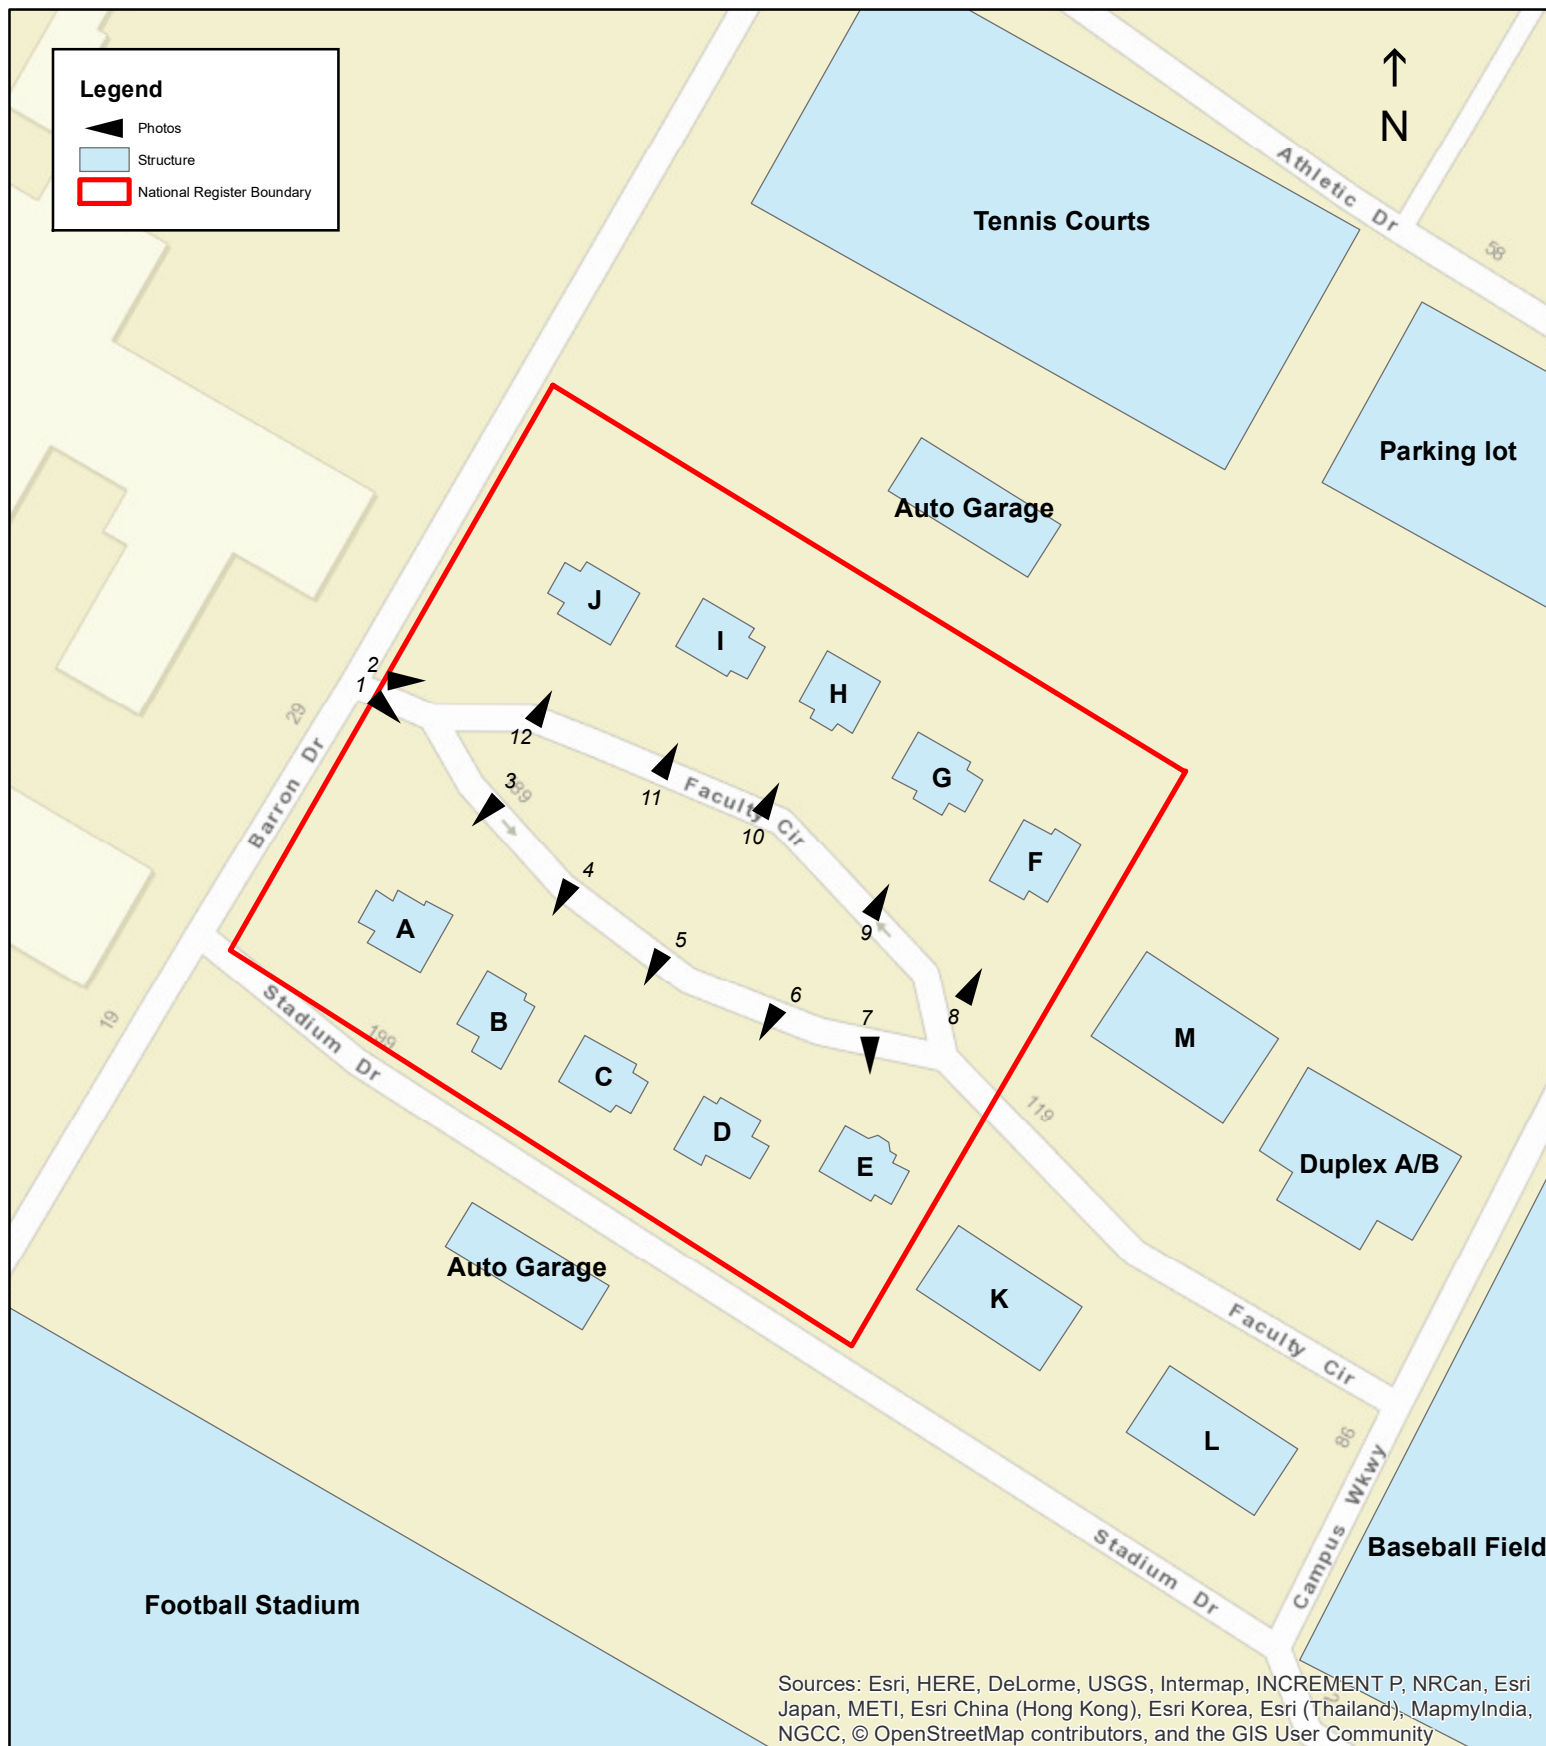 Legend
Photos
Structure
National Register Boundary
N
Athletic Dr
Tennis Courts
58
Parking lot
Auto Garage
J
I
H
G
F
2
1
12
11
Faculty Cir
10
3
89
29
Barron Dr
4
9
A
5
6
7
8
B
C
D
E
M
19
Stadium Dr
199
119
Duplex A/B
Auto Garage
K
Faculty Cir
L
86
Campus Wkwy
Stadium Dr
Baseball Field
Football Stadium
Sources: Esri, HERE, DeLorme, USGS, Intermap, INCREMENT P, NRCan, Esri
Japan, METI, Esri China (Hong Kong), Esri Korea, Esri (Thailand), MapmyIndia,
NGCC, © OpenStreetMap contributors, and the GIS User Community